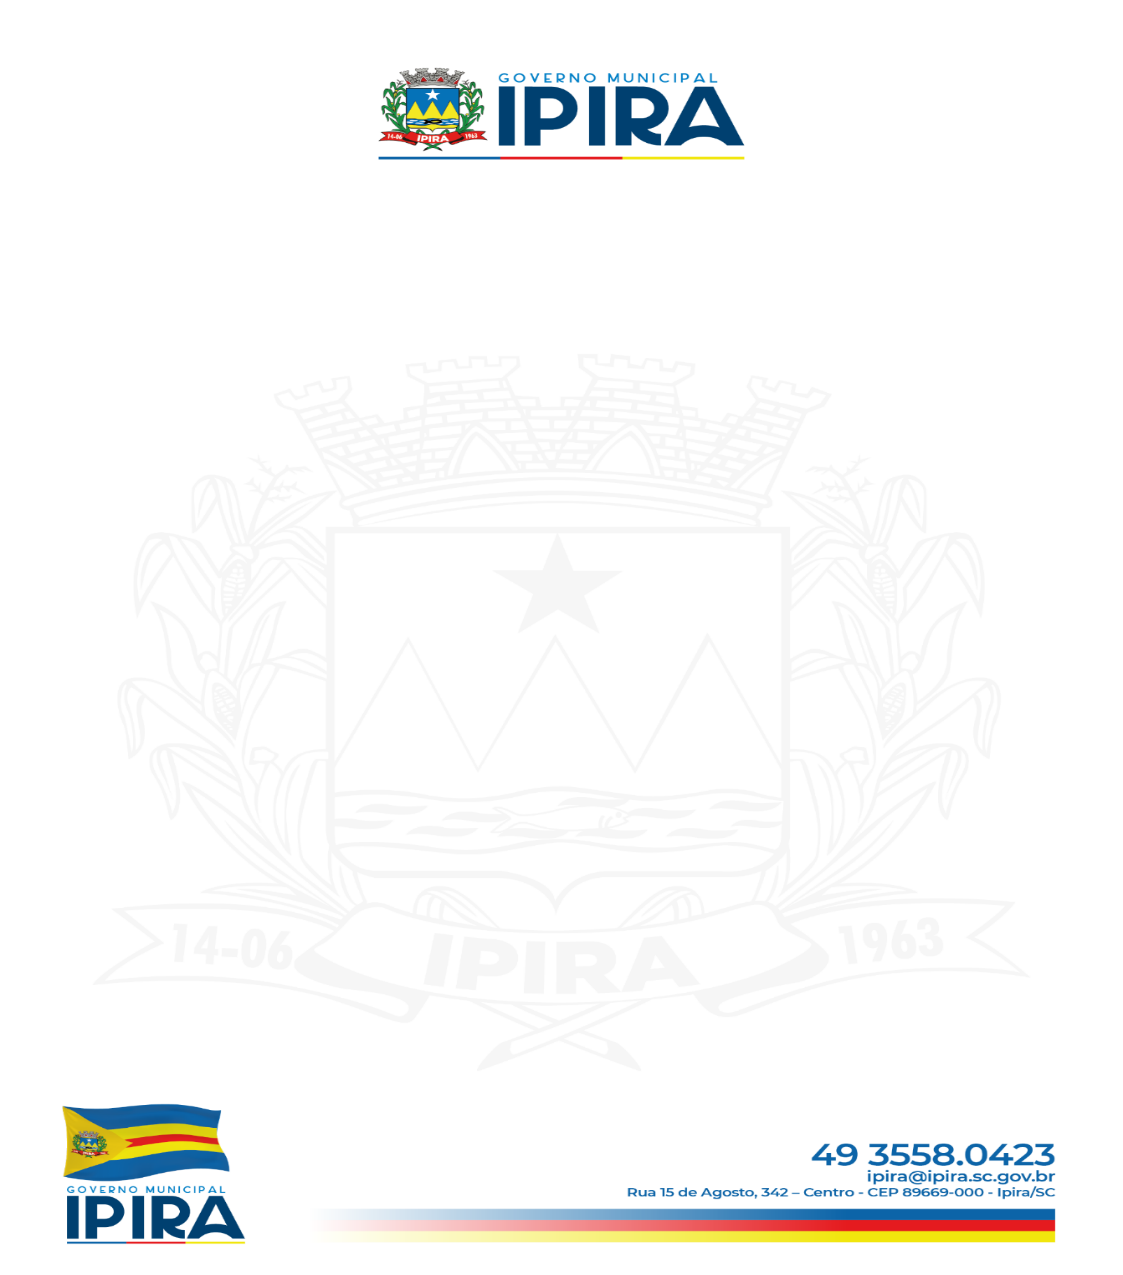 GOVERNO MUNICIPAL
IPIRA
14-06 IPIRA 1963
14-06 IPIRA 1963
GOVERNO MUNICIPAL
IPIRA
49 3558.0423
ipira@ipira.sc.gov.br
Rua 15 de Agosto, 342 – Centro - CEP 89669-000 - Ipira/SC